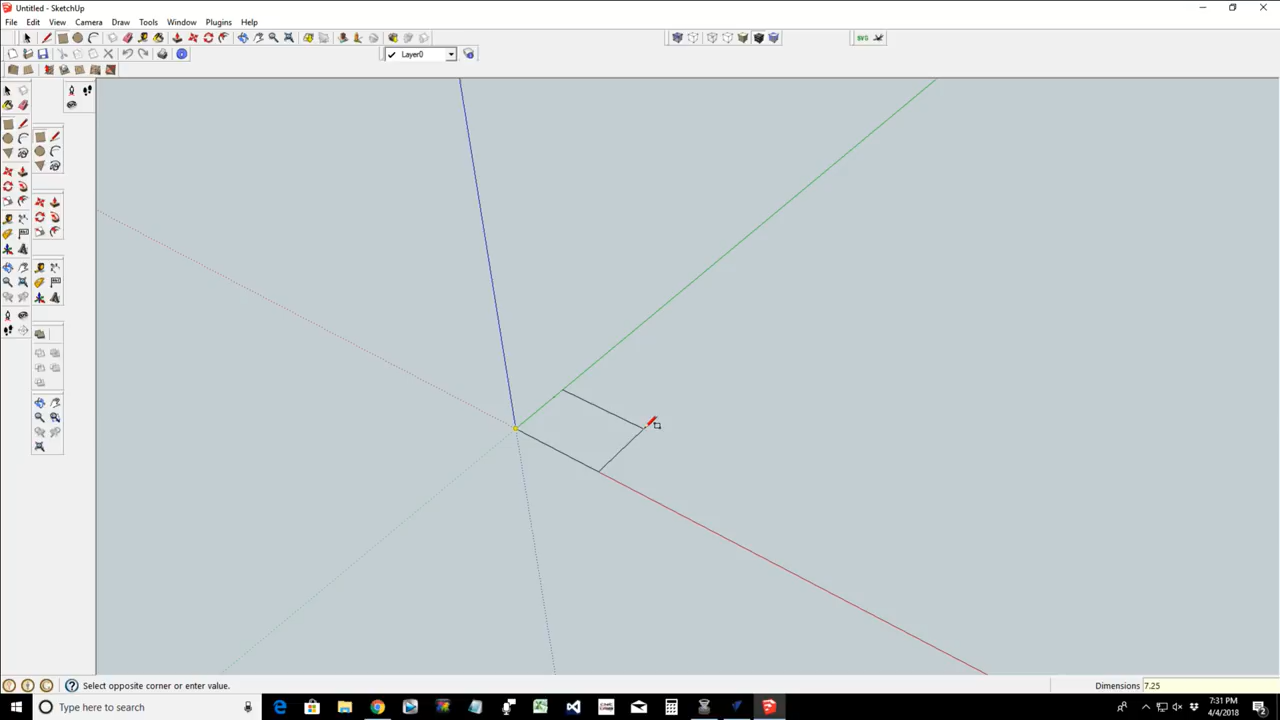 Untitled - SketchUp
File Edit View Camera Draw Tools Window Plugins Help
SVG
Layer0
Select opposite corner or enter value.
Dimensions 7.25
Type here to search
7:31 PM
4/4/2018